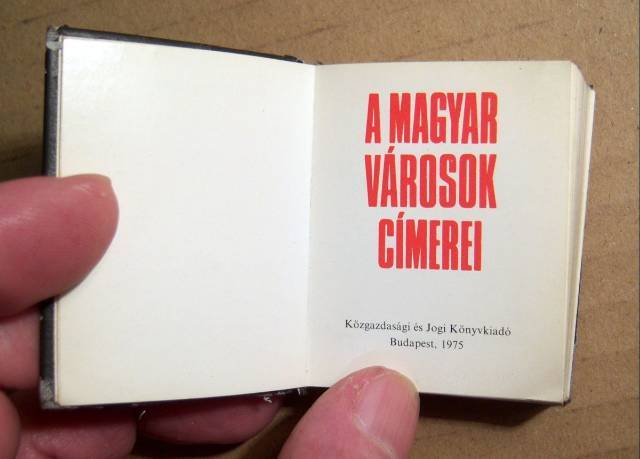 A MAGYAR
VÁROSOK
CÍMEREI
Közgazdasági és Jogi Könyvkiadó
Budapest, 1975